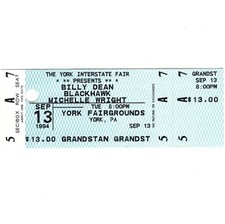 THE YORK INTERSTATE FAIR
** PRESENTS **
BILLY DEAN
BLACKHAWK
MICHELLE WRIGHT
SEP TUE 8:00PM
13 YORK FAIRGROUNDS
1994 YORK, PA
SEP 13
$13.00 GRANDSTAN GRANDST
SEC/BOX ROW SEAT
5 A 7
GRANDST
SEP 13
8:00PM
$13.00
5 A 7